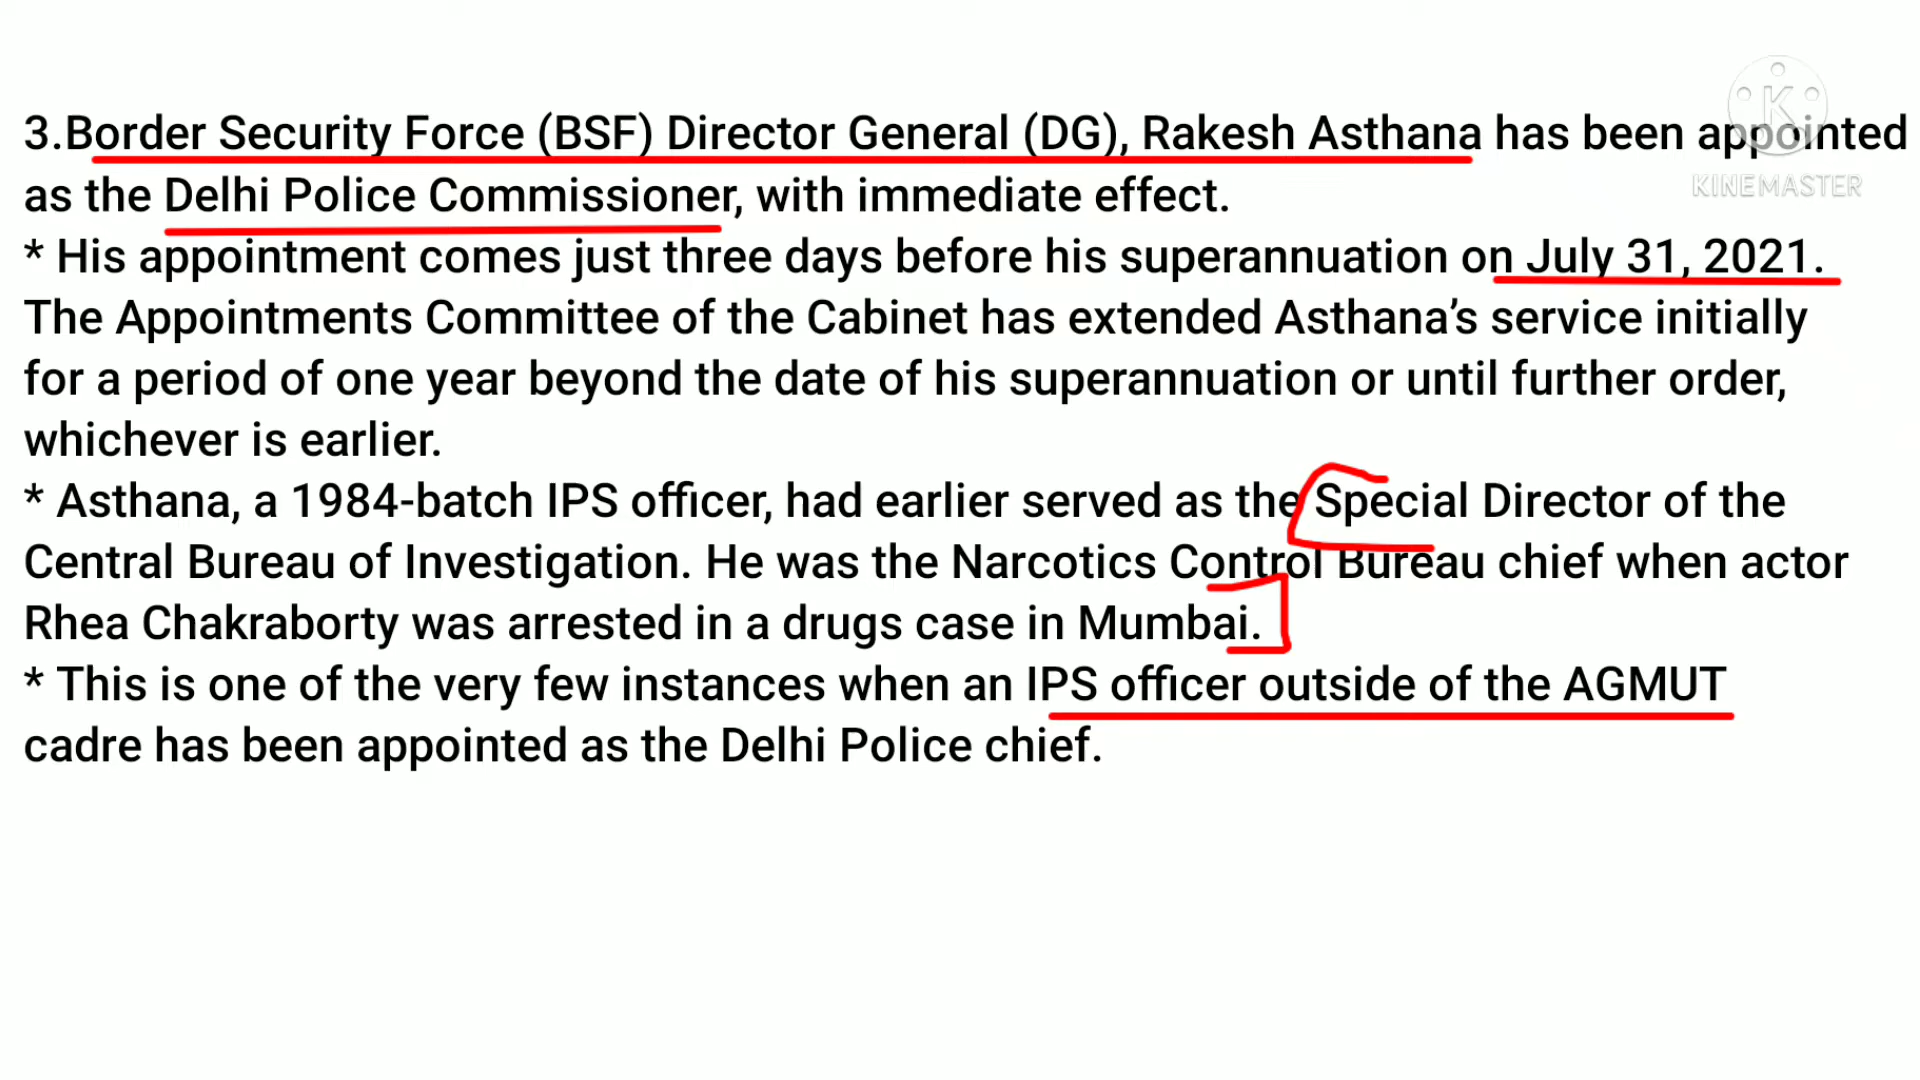 3.Border Security Force (BSF) Director General (DG), Rakesh Asthana has been appointed
as the Delhi Police Commissioner, with immediate effect.
* His appointment comes just three days before his superannuation on July 31, 2021.
The Appointments Committee of the Cabinet has extended Asthana’s service initially
for a period of one year beyond the date of his superannuation or until further order,
whichever is earlier.
* Asthana, a 1984-batch IPS officer, had earlier served as the Special Director of the
Central Bureau of Investigation. He was the Narcotics Control Bureau chief when actor
Rhea Chakraborty was arrested in a drugs case in Mumbai.
* This is one of the very few instances when an IPS officer outside of the AGMUT
cadre has been appointed as the Delhi Police chief.
K
KINEMASTER